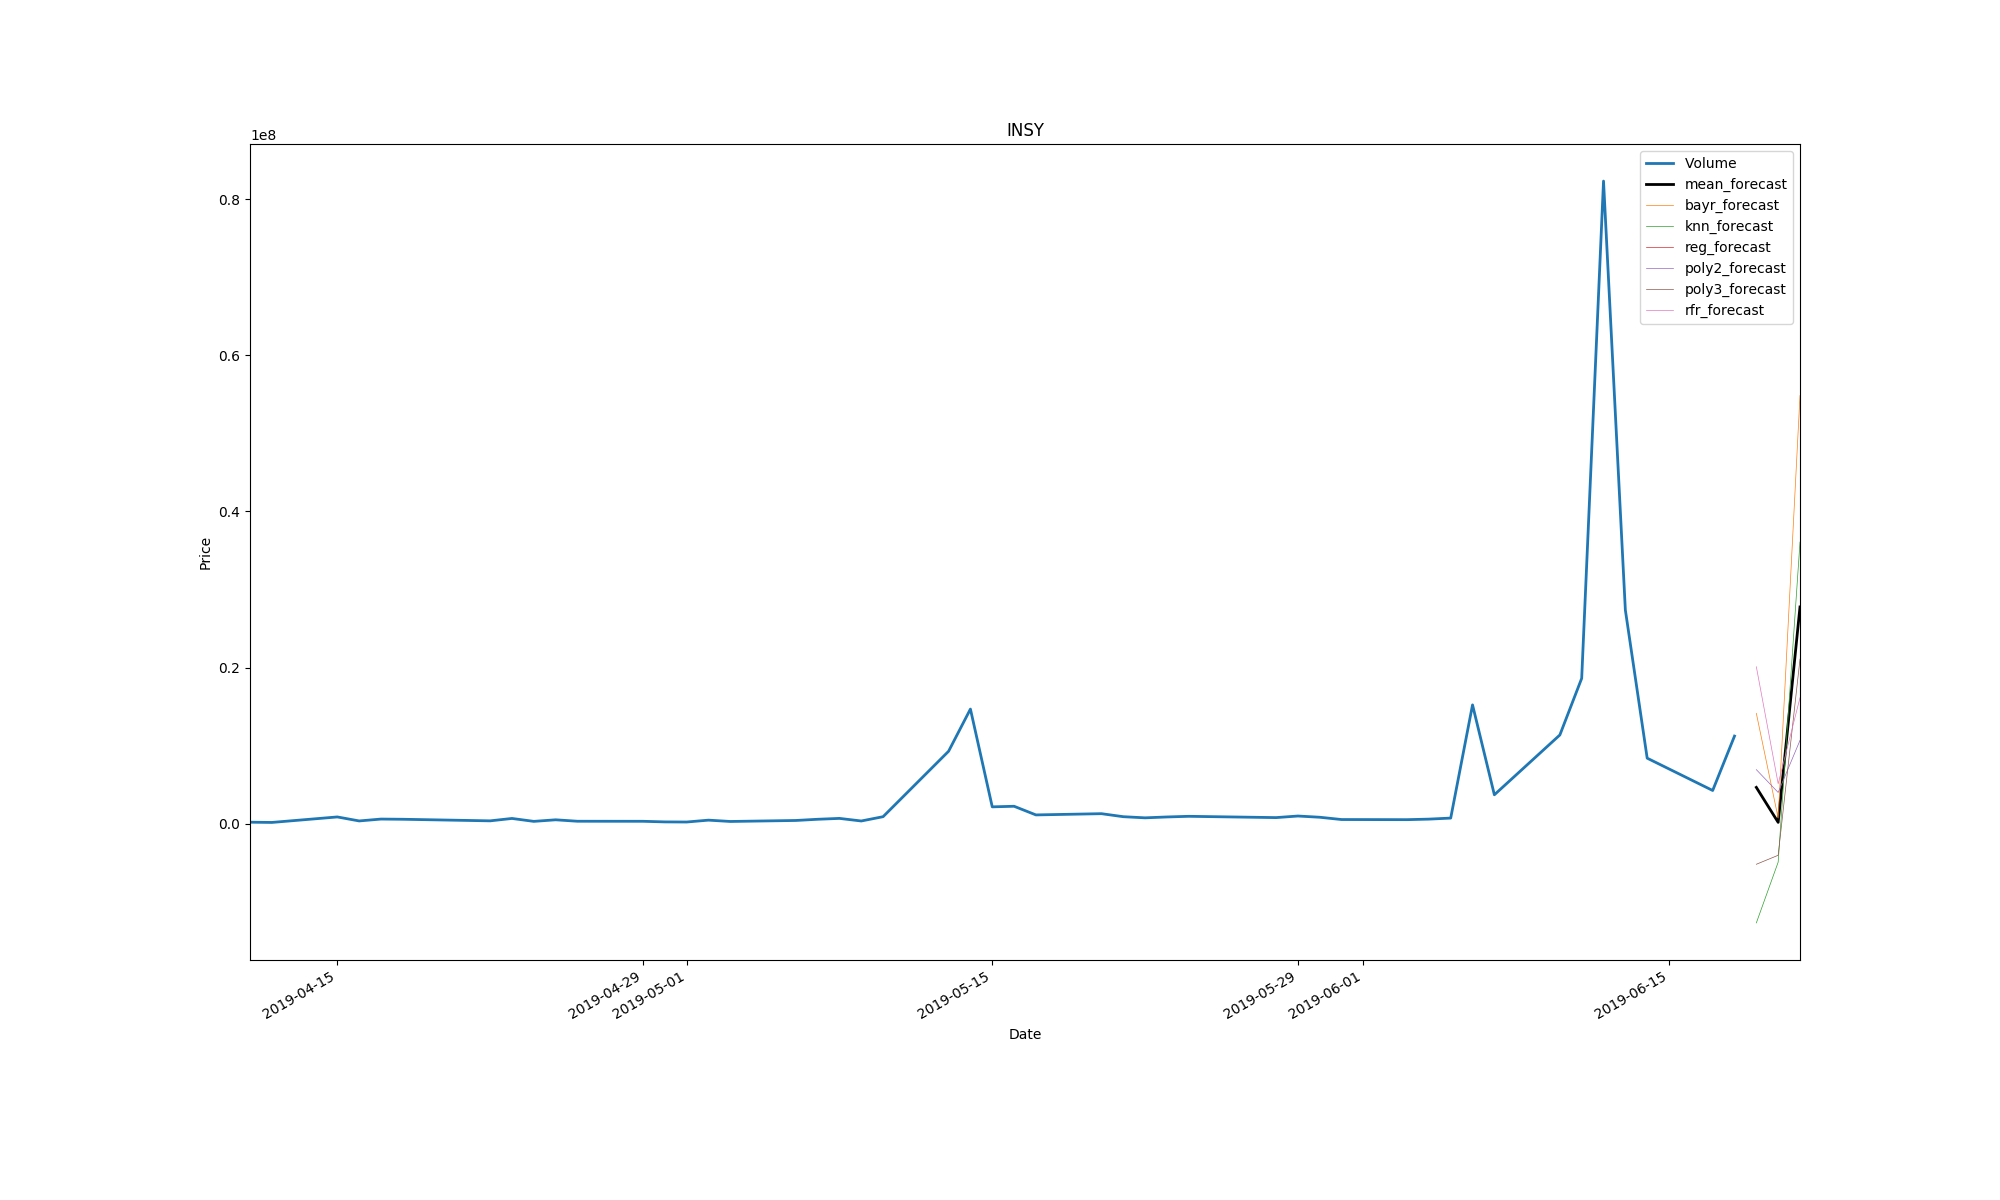 INSY
1e8
0.8
0.6
0.4
0.2
0.0
Price
Volume
mean_forecast
bayr_forecast
knn_forecast
reg_forecast
poly2_forecast
poly3_forecast
rfr_forecast
2019-04-15
2019-04-29
2019-05-01
2019-05-15
2019-05-29
2019-06-01
2019-06-15
Date